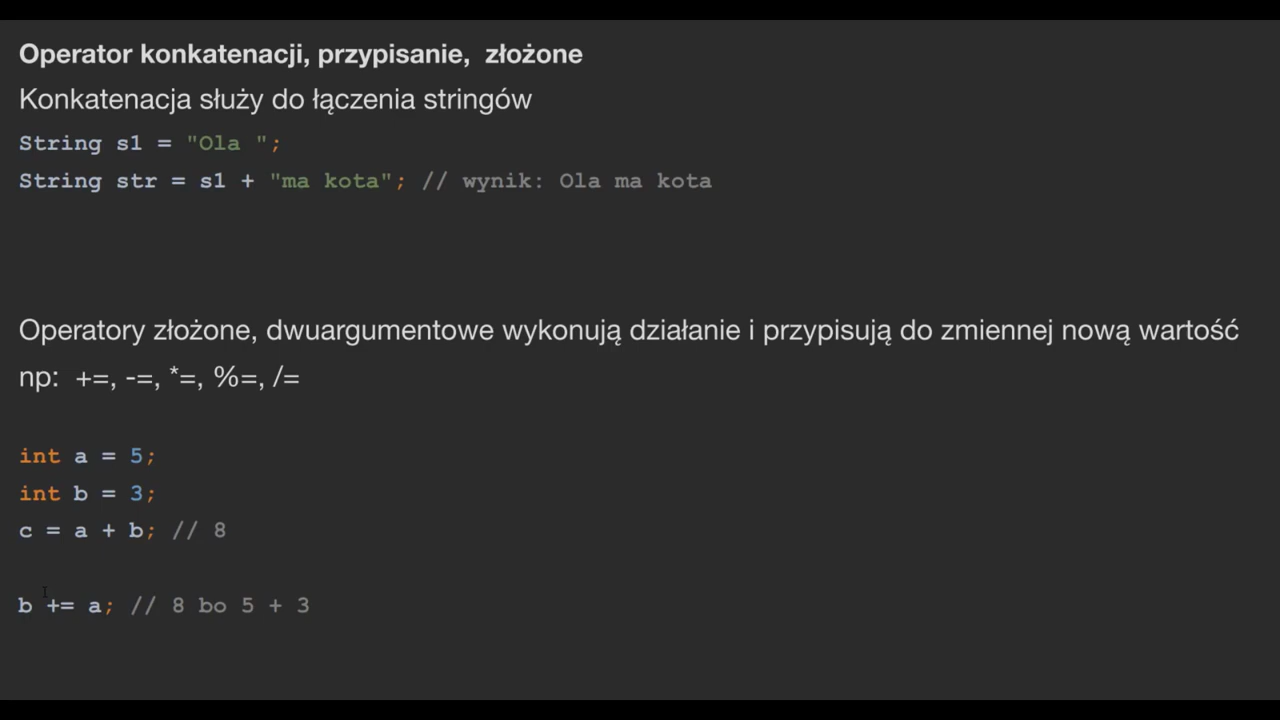 Operator konkatenacji, przypisanie,  złożone
Konkatenacja służy do łączenia stringów
String s1 = "Ola ";
String str = s1 + "ma kota"; // wynik: Ola ma kota
Operatory złożone, dwuargumentowe wykonują działanie i przypisują do zmiennej nową wartość
np:  +=, -=, *=, %=, /=
int a = 5;
int b = 3;
c = a + b; // 8
b += a; // 8 bo 5 + 3